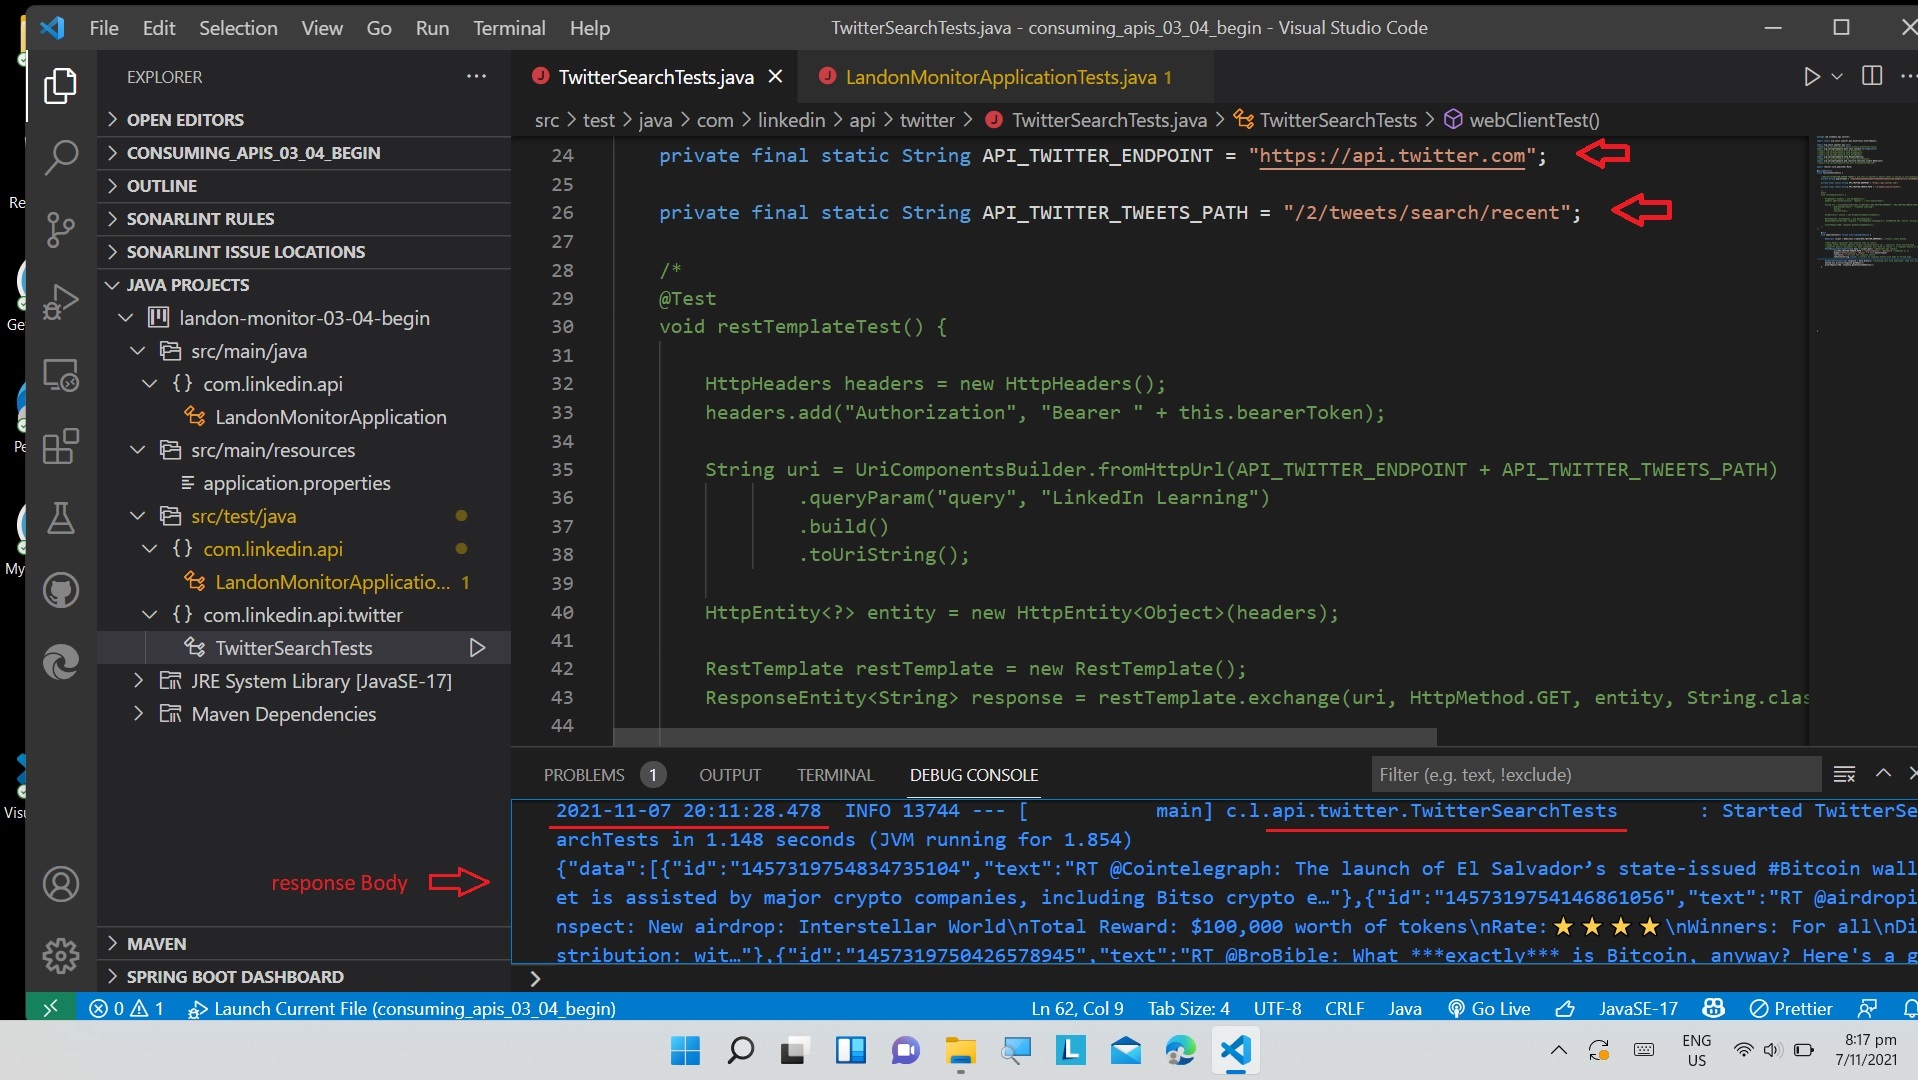 File Edit Selection View Go Run Terminal Help
TwitterSearchTests.java - consuming_apis_03_04_begin - Visual Studio Code
EXPLORER
OPEN EDITORS
CONSUMING_APIS_03_04_BEGIN
OUTLINE
SONARLINT RULES
SONARLINT ISSUE LOCATIONS
JAVA PROJECTS
landon-monitor-03-04-begin
src/main/java
{} com.linkedin.api
LandonMonitorApplication
src/main/resources
application.properties
src/test/java
{} com.linkedin.api
LandonMonitorApplicatio... 1
{} com.linkedin.api.twitter
TwitterSearchTests
JRE System Library [JavaSE-17]
Maven Dependencies
response Body
MAVEN
SPRING BOOT DASHBOARD
TwitterSearchTests.java
LandonMonitorApplicationTests.java 1
src > test > java > com > linkedin > api > twitter > TwitterSearchTests.java > TwitterSearchTests > webClientTest()
24 private final static String API_TWITTER_ENDPOINT = "https://api.twitter.com";
25
26 private final static String API_TWITTER_TWEETS_PATH = "/2/tweets/search/recent";
27
28 /*
29 @Test
30 void restTemplateTest() {
31
32 HttpHeaders headers = new HttpHeaders();
33 headers.add("Authorization", "Bearer " + this.bearerToken);
34
35 String uri = UriComponentsBuilder.fromHttpUrl(API_TWITTER_ENDPOINT + API_TWITTER_TWEETS_PATH)
36 .queryParam("query", "LinkedIn Learning")
37 .build()
38 .toUriString();
39
40 HttpEntity<?> entity = new HttpEntity<Object>(headers);
41
42 RestTemplate restTemplate = new RestTemplate();
43 ResponseEntity<String> response = restTemplate.exchange(uri, HttpMethod.GET, entity, String.clas
44
PROBLEMS 1 OUTPUT TERMINAL DEBUG CONSOLE
Filter (e.g. text, !exclude)
2021-11-07 20:11:28.478 INFO 13744 --- [ main] c.l.api.twitter.TwitterSearchTests : Started TwitterSe
archTests in 1.148 seconds (JVM running for 1.854)
{"data":[{"id":"1457319754834735104","text":"RT @Cointelegraph: The launch of El Salvador’s state-issued #Bitcoin wall
et is assisted by major crypto companies, including Bitso crypto e…"},{"id":"1457319754146861056","text":"RT @airdropi
nspect: New airdrop: Interstellar World\nTotal Reward: $100,000 worth of tokens\nRate:⭐⭐⭐⭐\nWinners: For all\nDi
stribution: wit…"},{"id":"1457319750426578945","text":"RT @BroBible: What ***exactly*** is Bitcoin, anyway? Here's a g
0 1 Launch Current File (consuming_apis_03_04_begin)
Ln 62, Col 9 Tab Size: 4 UTF-8 CRLF Java Go Live JavaSE-17 Prettier
ENG
US
8:17 pm
7/11/2021